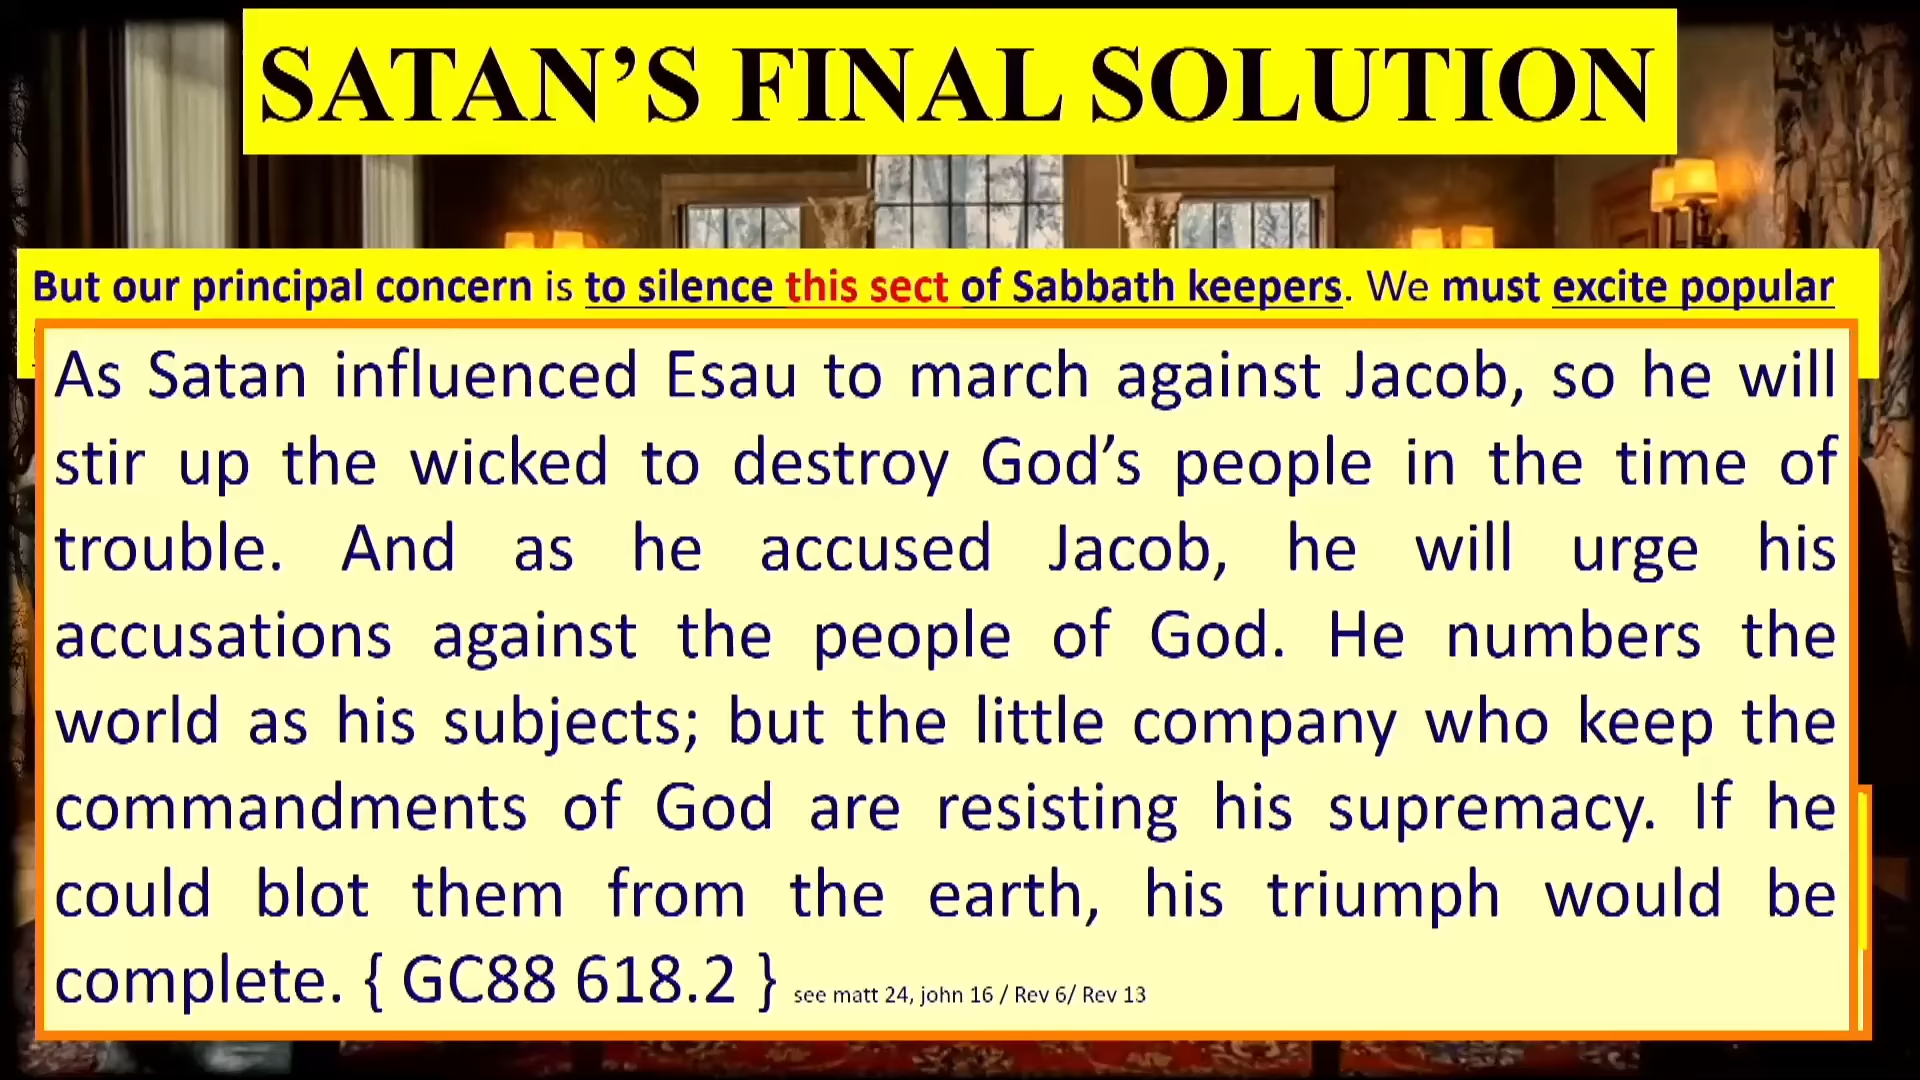 SATAN’S FINAL SOLUTION
But our principal concern is to silence this sect of Sabbath keepers. We must excite popular
As Satan influenced Esau to march against Jacob, so he will
stir up the wicked to destroy God’s people in the time of
trouble. And as he accused Jacob, he will urge his
accusations against the people of God. He numbers the
world as his subjects; but the little company who keep the
commandments of God are resisting his supremacy. If he
could blot them from the earth, his triumph would be
complete. { GC88 618.2 } see matt 24, john 16 / Rev 6/ Rev 13